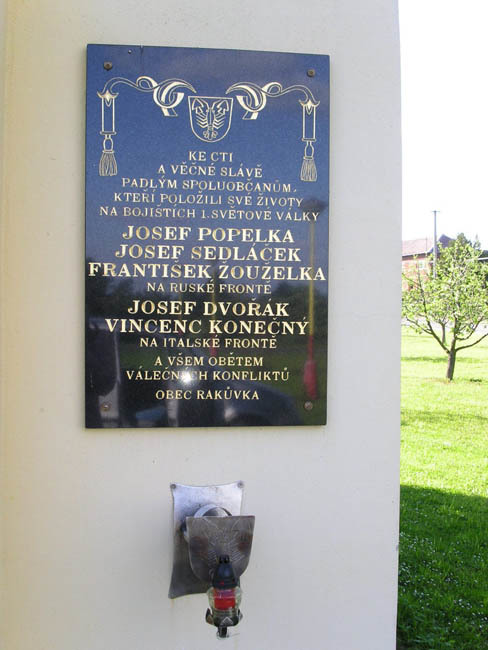 KE CTI
A VĚČNÉ SLÁVĚ
PADLÝM SPOLUOBČANŮM,
KTEŘÍ POLOŽILI SVÉ ŽIVOTY
NA BOJIŠTÍCH 1. SVĚTOVÉ VÁLKY
JOSEF POPELKA
JOSEF SEDLÁČEK
FRANTIŠEK ZOUŽELKA
NA RUSKÉ FRONTĚ
JOSEF DVOŘÁK
VINCENC KONEČNÝ
NA ITALSKÉ FRONTĚ
A VŠEM OBĚTEM
VÁLEČNÝCH KONFLIKTŮ
OBEC RAKŮVKA